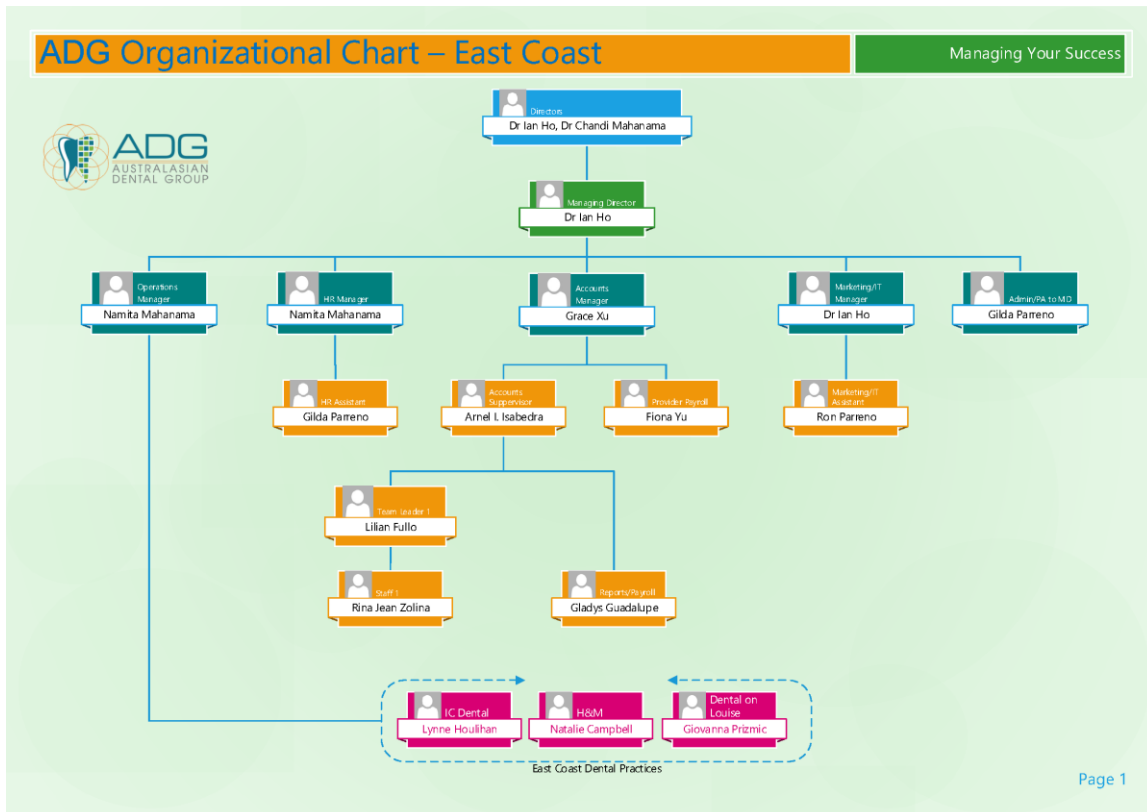 ADG Organizational Chart – East Coast
Managing Your Success
ADG
AUSTRALASIAN
DENTAL GROUP
Directors
Dr Ian Ho, Dr Chandi Mahanama
Managing Director
Dr Ian Ho
Operations
Manager
Namita Mahanama
HR Manager
Namita Mahanama
Accounts
Manager
Grace Xu
Marketing/IT
Manager
Dr Ian Ho
Admin/PA to MD
Gilda Parreno
HR Assistant
Gilda Parreno
Accounts
Suppervisor
Arnel I. Isabedra
Provider Payroll
Fiona Yu
Marketing/IT
Assistant
Ron Parreno
Team Leader 1
Lilian Fullo
Staff 1
Rina Jean Zolina
Reports/Payroll
Gladys Guadalupe
IC Dental
Lynne Houlihan
H&M
Natalie Campbell
Dental on
Louise
Giovanna Prizmic
East Coast Dental Practices
Page 1